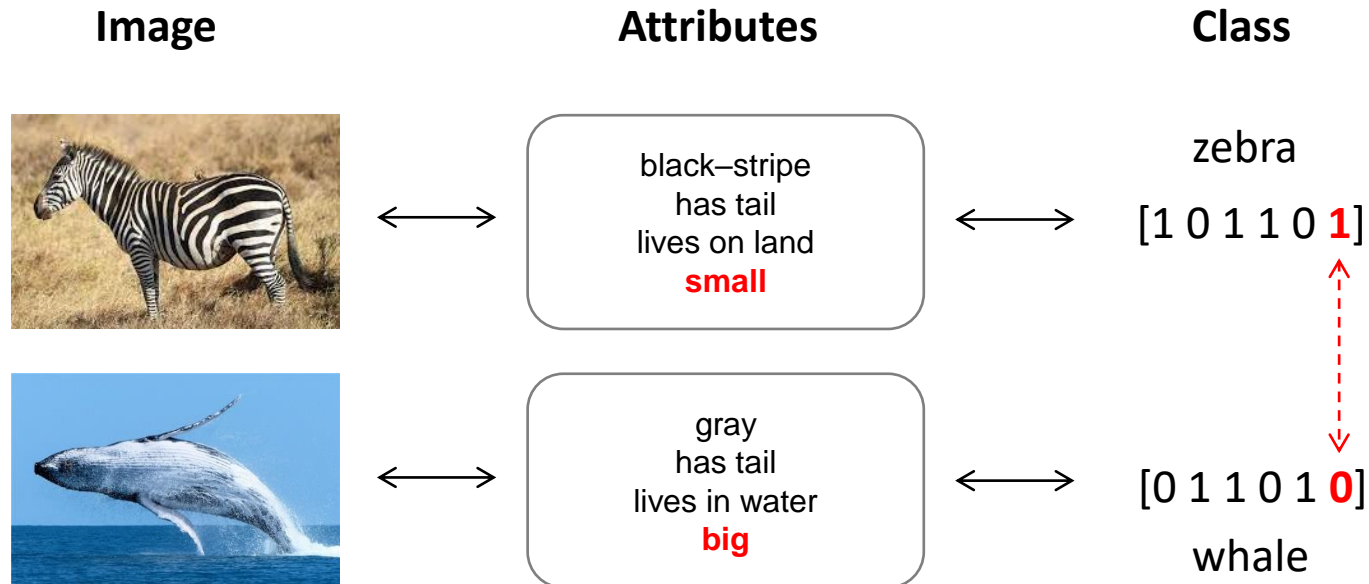 Image Attributes Class
zebra
black–stripe
has tail
lives on land
small
[1 0 1 1 0 1]
gray
has tail
lives in water
big
[0 1 1 0 1 0]
whale